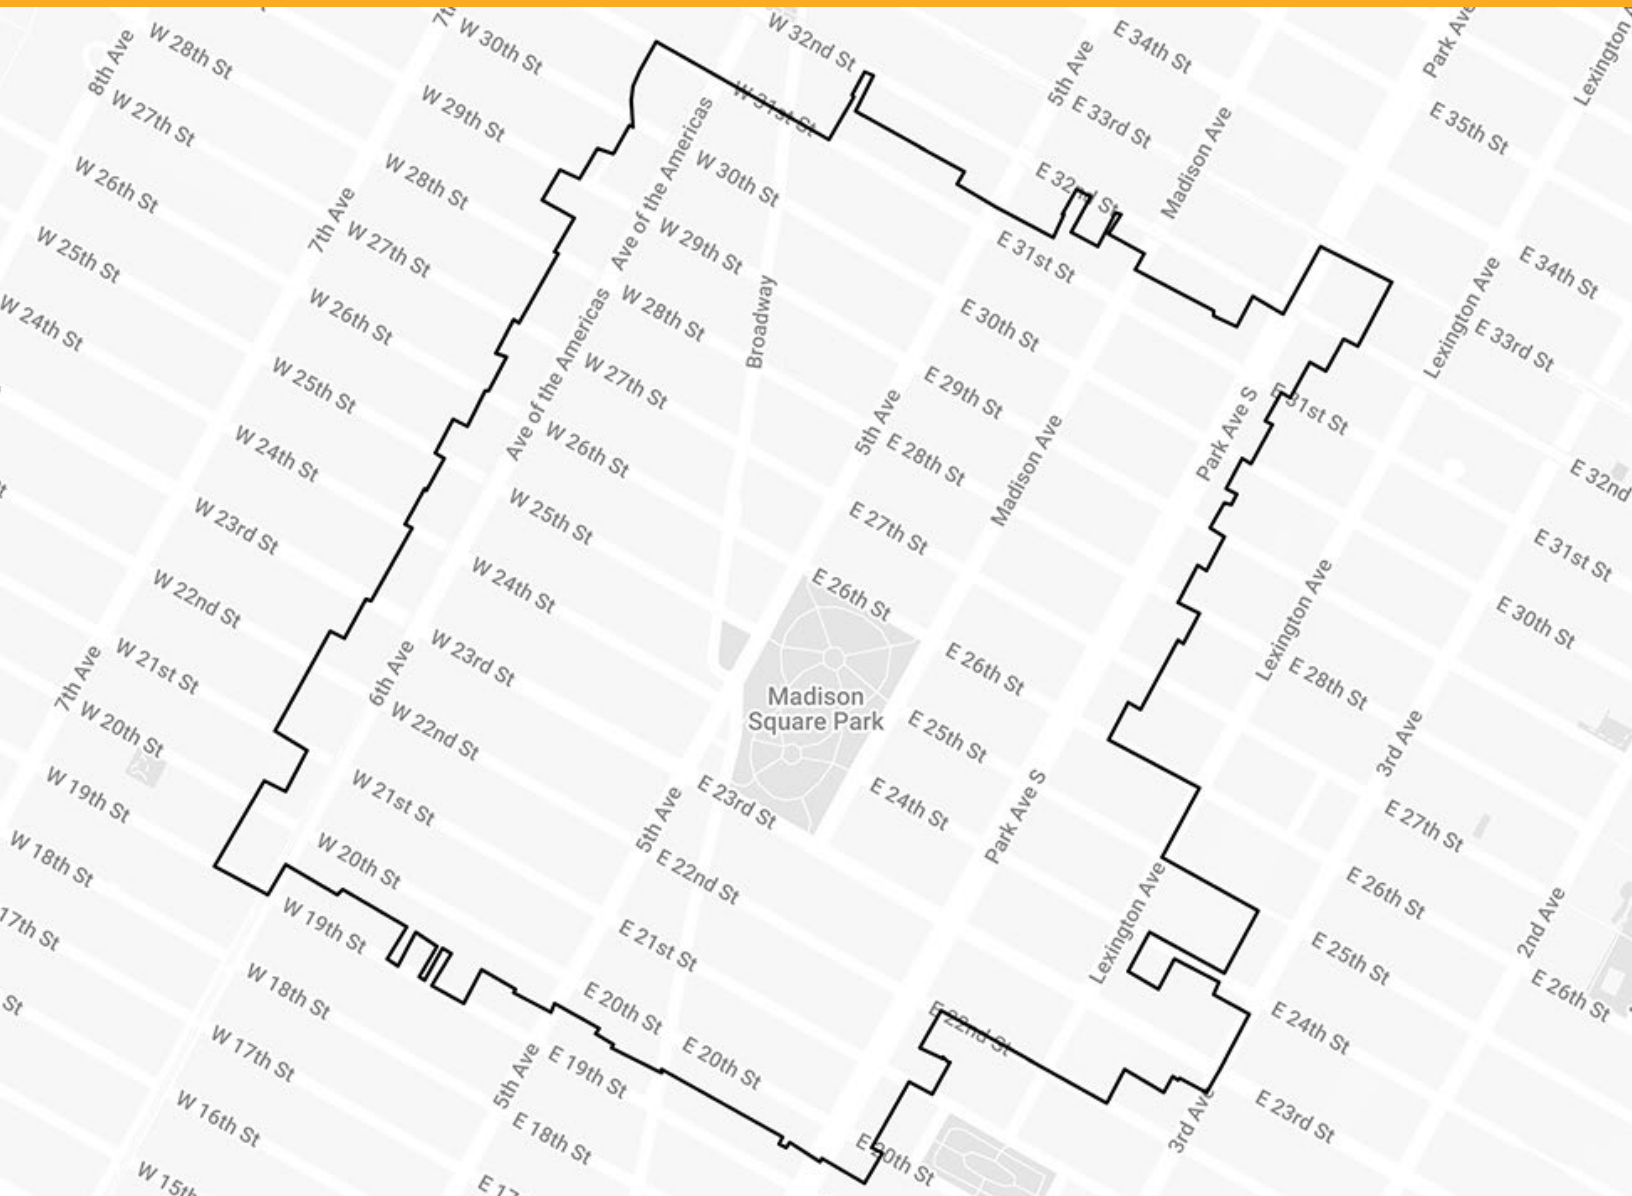 W 32nd St
E 34th St
Park Ave
Lexington
W 30th St
W 28th St
8th Ave
5th Ave
W 29th St
W 27th St
W 31st St
E 33rd St
E 35th St
Madison Ave
W 28th St
W 30th St
W 26th St
E 32nd St
Ave of the Americas
7th Ave
W 27th St
W 29th St
E 31st St
W 25th St
E 34th St
W 26th St
W 28th St
E 30th St
Lexington Ave
W 24th St
Broadway
E 33rd St
Ave of the Americas
W 27th St
W 25th St
E 29th St
E 31st St
5th Ave
Park Ave S
W 26th St
W 24th St
E 28th St
Madison Ave
E 32nd
W 25th St
W 23rd St
E 27th St
E 31st St
W 24th St
W 22nd St
E 26th St
Lexington Ave
E 30th St
W 23rd St
W 21st St
6th Ave
7th Ave
E 26th St
E 28th St
Madison
Square Park
W 22nd St
W 20th St
E 25th St
3rd Ave
W 21st St
W 19th St
E 23rd St
E 24th St
5th Ave
Park Ave S
E 27th St
W 20th St
W 18th St
E 22nd St
E 26th St
W 19th St
17th St
E 21st St
Lexington Ave
2nd Ave
E 25th St
W 18th St
E 20th St
E 26th St
St
E 22nd St
E 24th St
W 17th St
E 19th St
E 20th St
5th Ave
W 16th St
E 18th St
E 20th St
3rd Ave
E 23rd St
W 15th
E 17